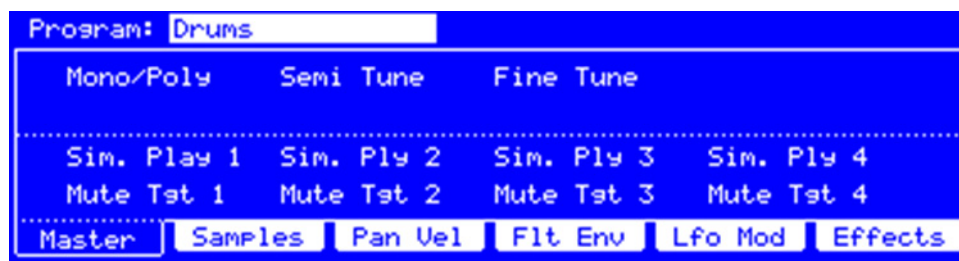 Program: Drums
Mono/Poly Semi Tune Fine Tune
Sim. Play 1 Sim. Ply 2 Sim. Ply 3 Sim. Ply 4
Mute Tgt 1 Mute Tgt 2 Mute Tgt 3 Mute Tgt 4
Master Samples Pan Vel Flt Env Lfo Mod Effects